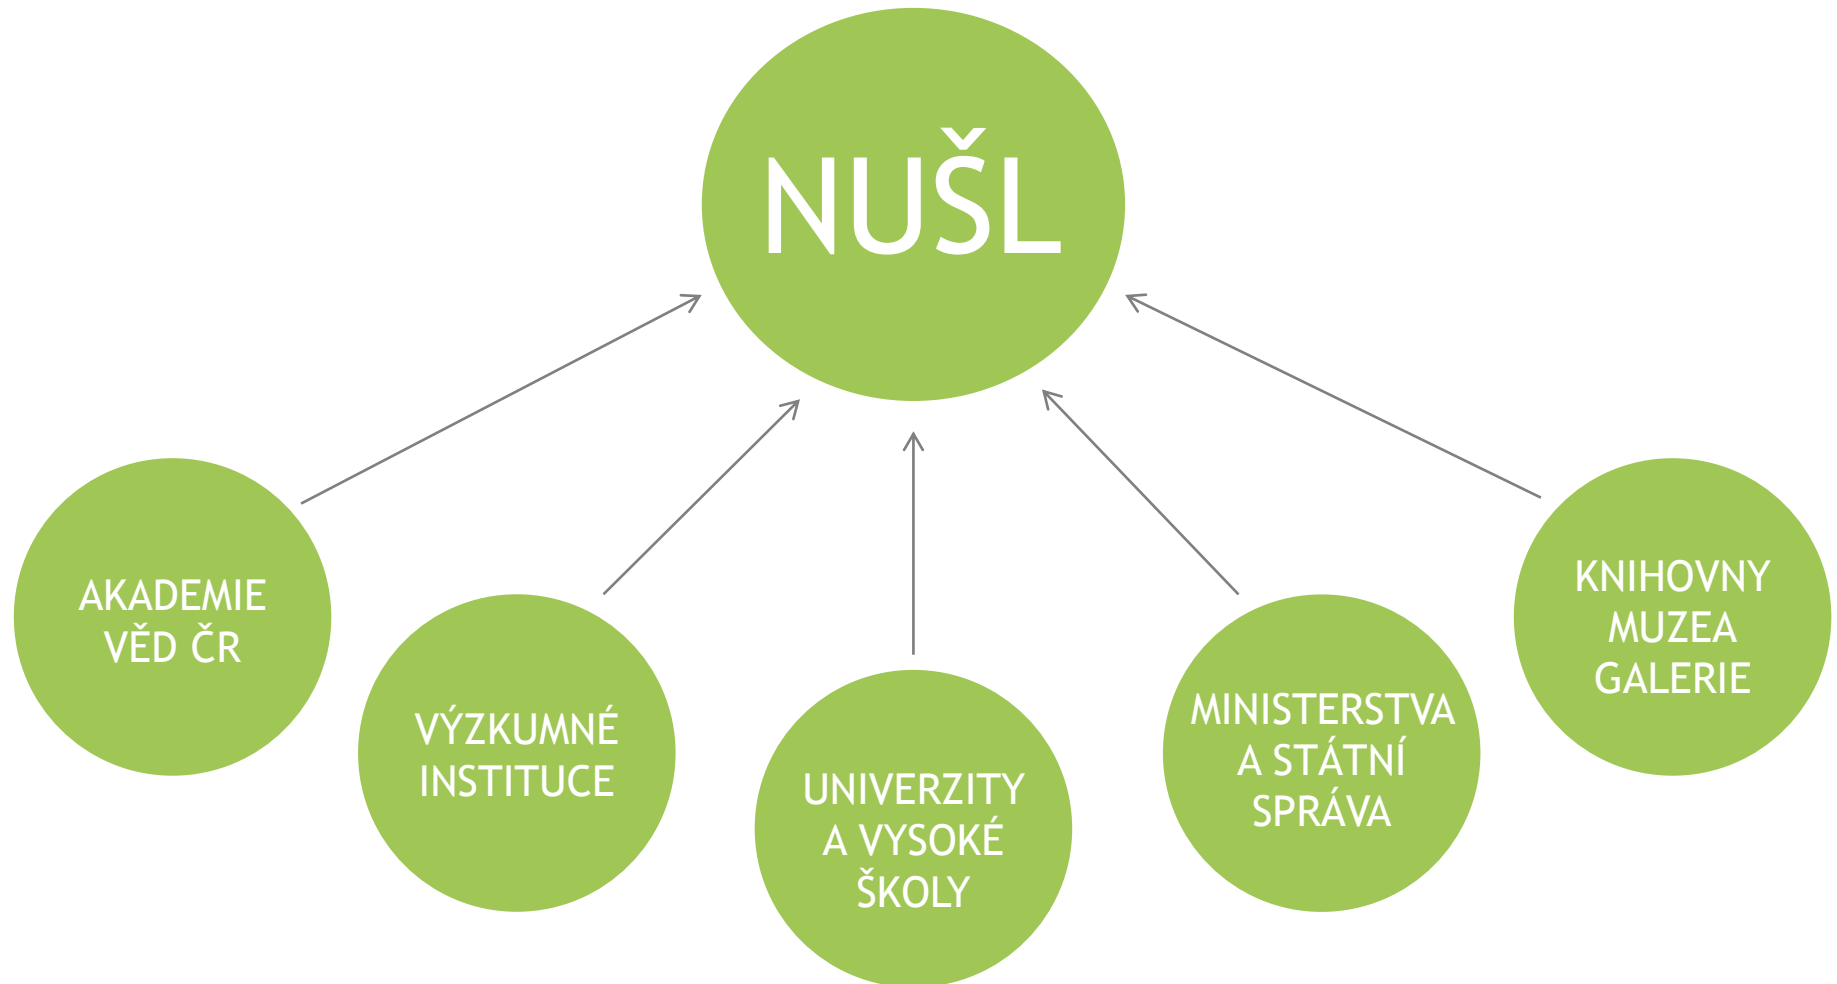 NUŠL
AKADEMIE
VĚD ČR
VÝZKUMNÉ
INSTITUCE
UNIVERZITY
A VYSOKÉ
ŠKOLY
MINISTERSTVA
A STÁTNÍ
SPRÁVA
KNIHOVNY
MUZEA
GALERIE